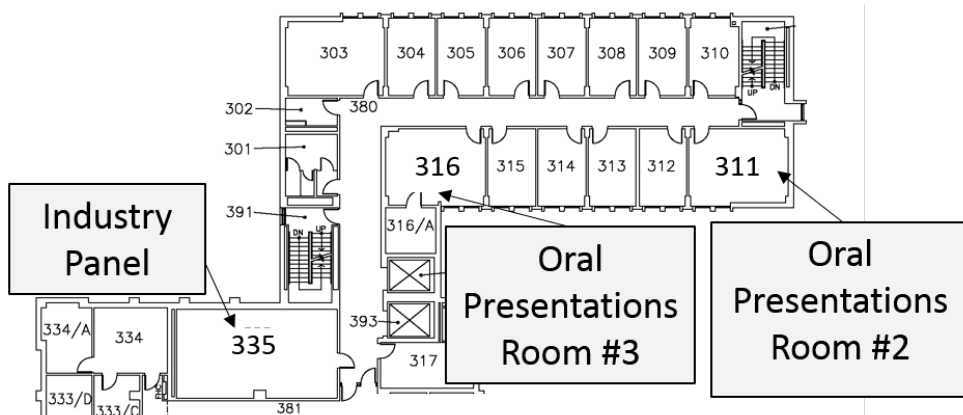 303
304
305
306
307
308
309
310
UP
DN
302
380
301
316
315
314
313
312
311
391
316/A
DN
UP
Industry
Panel
Oral
Presentations
Room #3
Oral
Presentations
Room #2
334/A
334
335
393
317
333/D
333/C
381